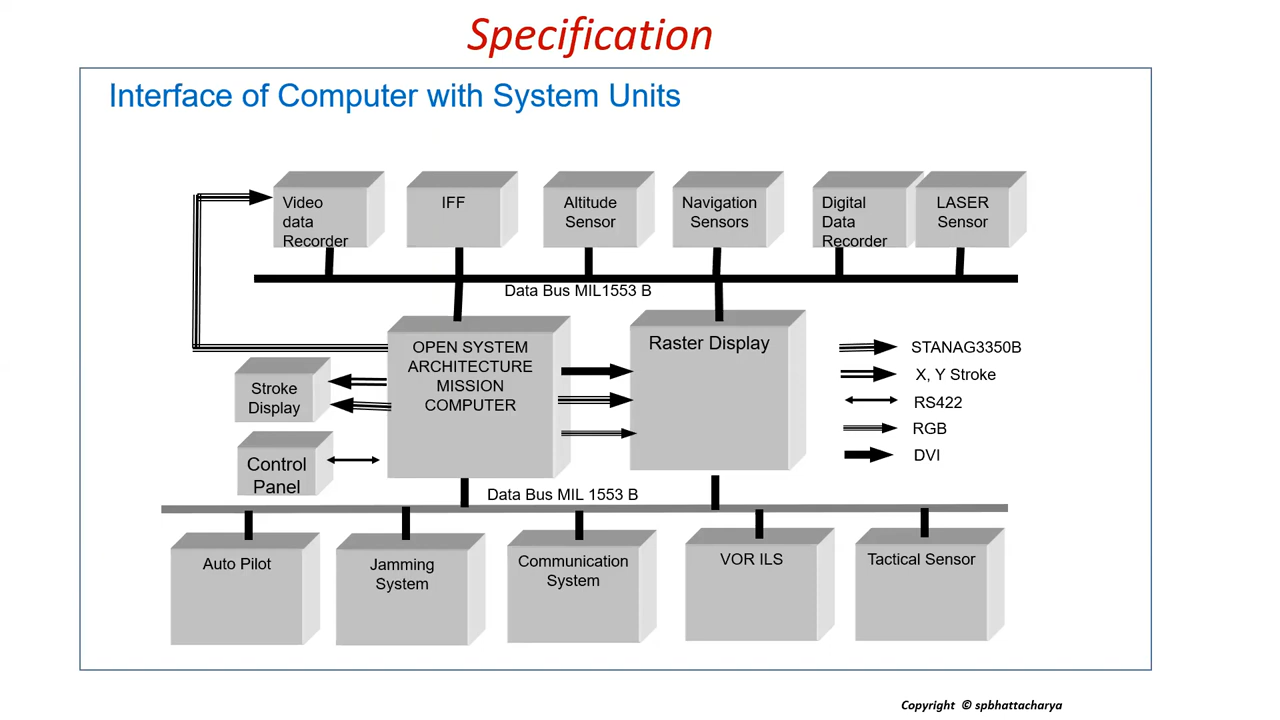 Specification
Interface of Computer with System Units
Video
data
Recorder
IFF
Altitude
Sensor
Navigation
Sensors
Digital
Data
Recorder
LASER
Sensor
Data Bus MIL1553 B
OPEN SYSTEM
ARCHITECTURE
MISSION
COMPUTER
Raster Display
Stroke
Display
Control
Panel
STANAG3350B
X, Y Stroke
RS422
RGB
DVI
Data Bus MIL 1553 B
Auto Pilot
Jamming
System
Communication
System
VOR ILS
Tactical Sensor
Copyright © spbhattacharya